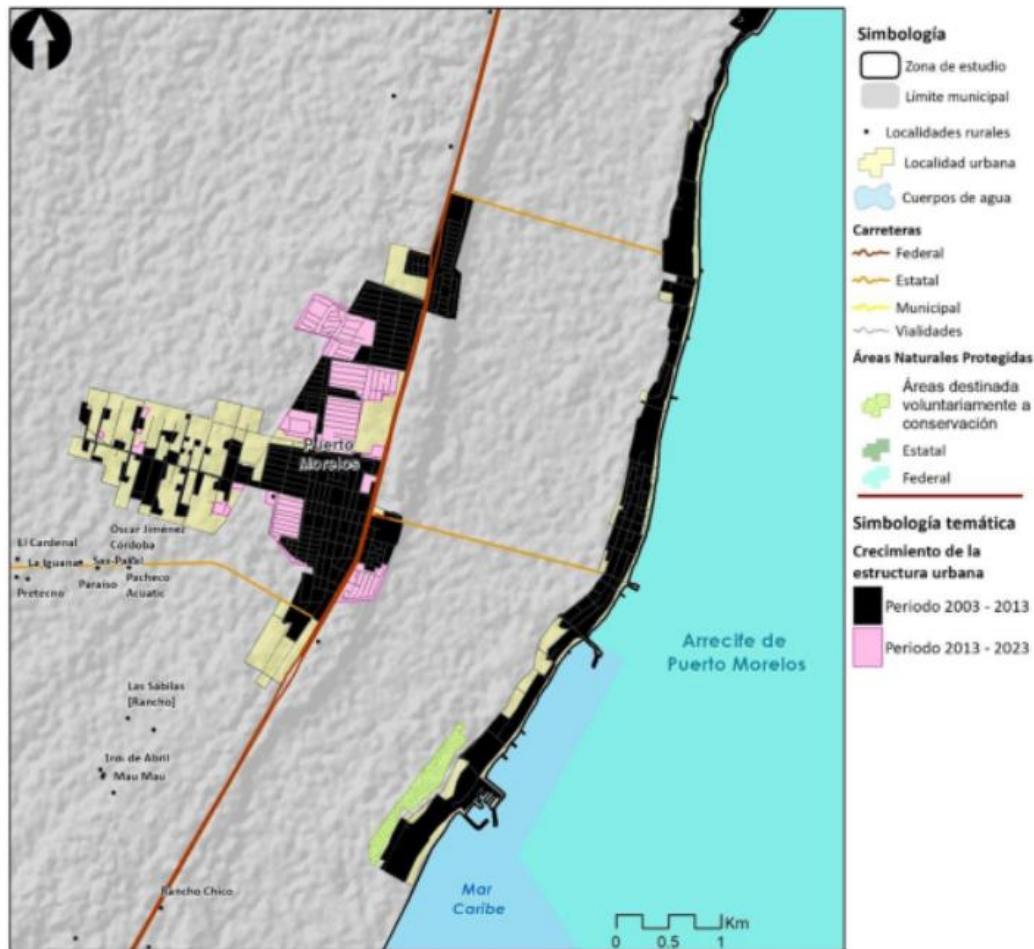 Puerto
Morelos
El Cardenal
Oscar Jiménez
Córdoba
La Iguana
Pretecno
Paraíso
Pacheco
Acuatic
Las Sábilas
[Rancho]
de Abril
Mau Mau
Rancho Chico
Arrecife de
Puerto Morelos
Mar
Caribe
Km
0 0.5 1
Simbología
Zona de estudio
Límite municipal
Localidades rurales
Localidad urbana
Cuerpos de agua
Carreteras
Federal
Estatal
Municipal
Vialidades
Áreas Naturales Protegidas
Áreas destinada
voluntariamente a
conservación
Estatal
Federal
Simbología temática
Crecimiento de la
estructura urbana
Periodo 2003 - 2013
Periodo 2013 - 2023